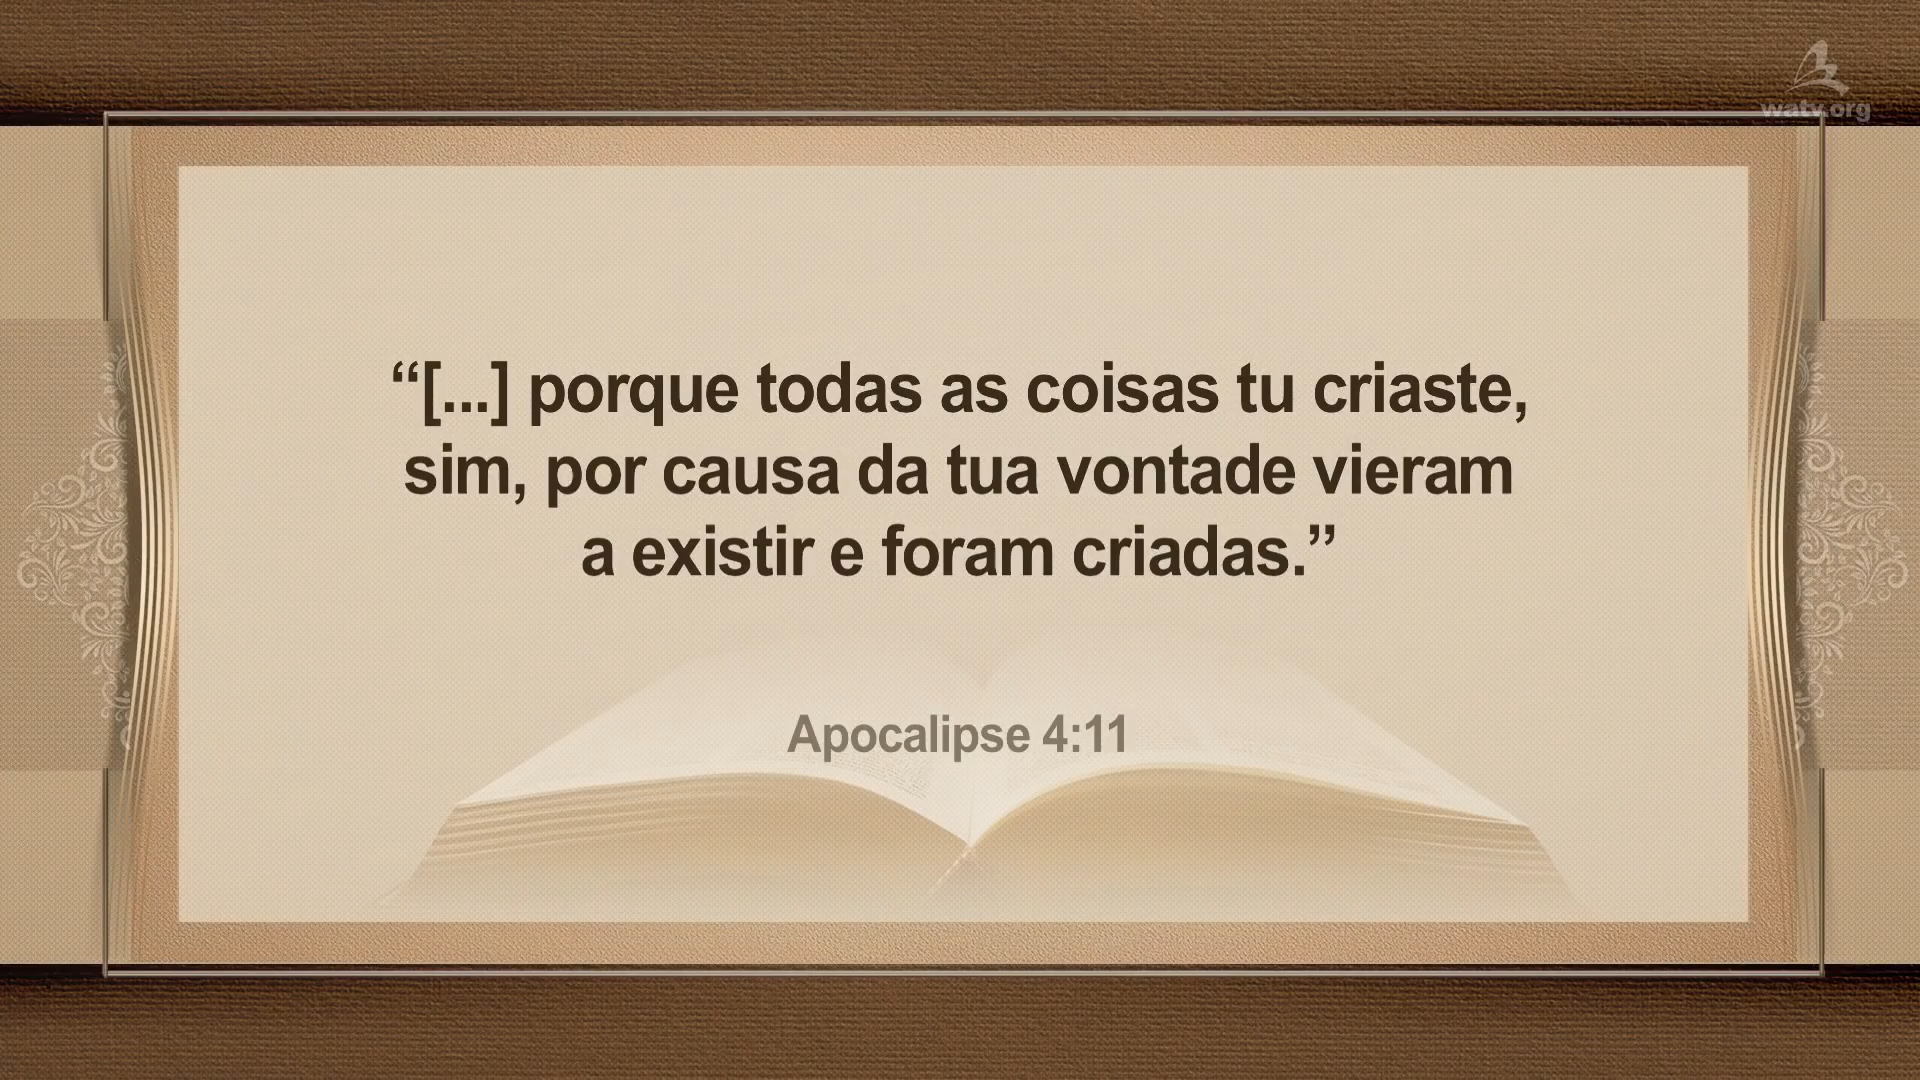 watv.org
“[...] porque todas as coisas tu criaste,
sim, por causa da tua vontade vieram
a existir e foram criadas.”
Apocalipse 4:11